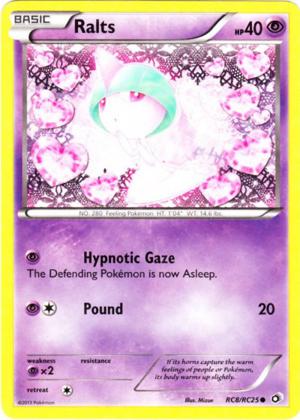 BASIC
Ralts
HP40
NO. 280 Feeling Pokémon HT. 1'04" WT. 14.6 lbs.
Hypnotic Gaze
The Defending Pokémon is now Asleep.
Pound 20
weakness resistance
×2
retreat
If its horns capture the warm
feelings of people or Pokémon,
its body warms up slightly.
©2013 Pokémon
Illus. Mizue RC8/RC25